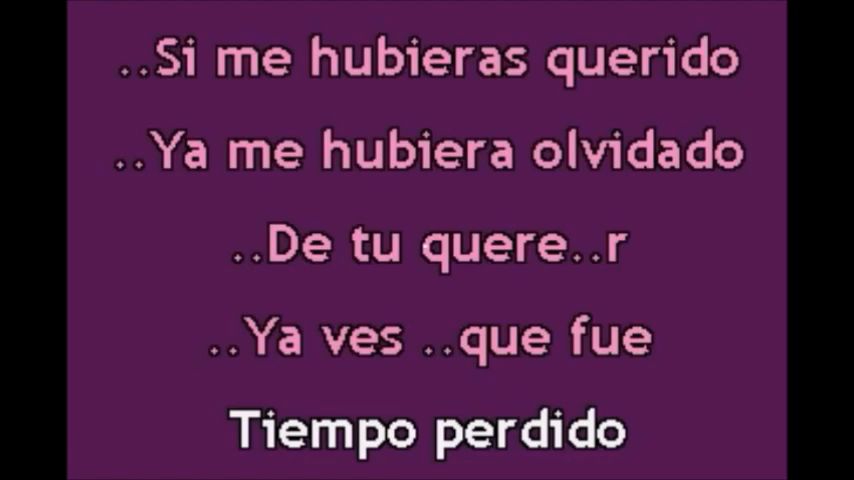 ..Si me hubieras querido
..Ya me hubiera olvidado
..De tu quere..r
..Ya ves ..que fue
Tiempo perdido